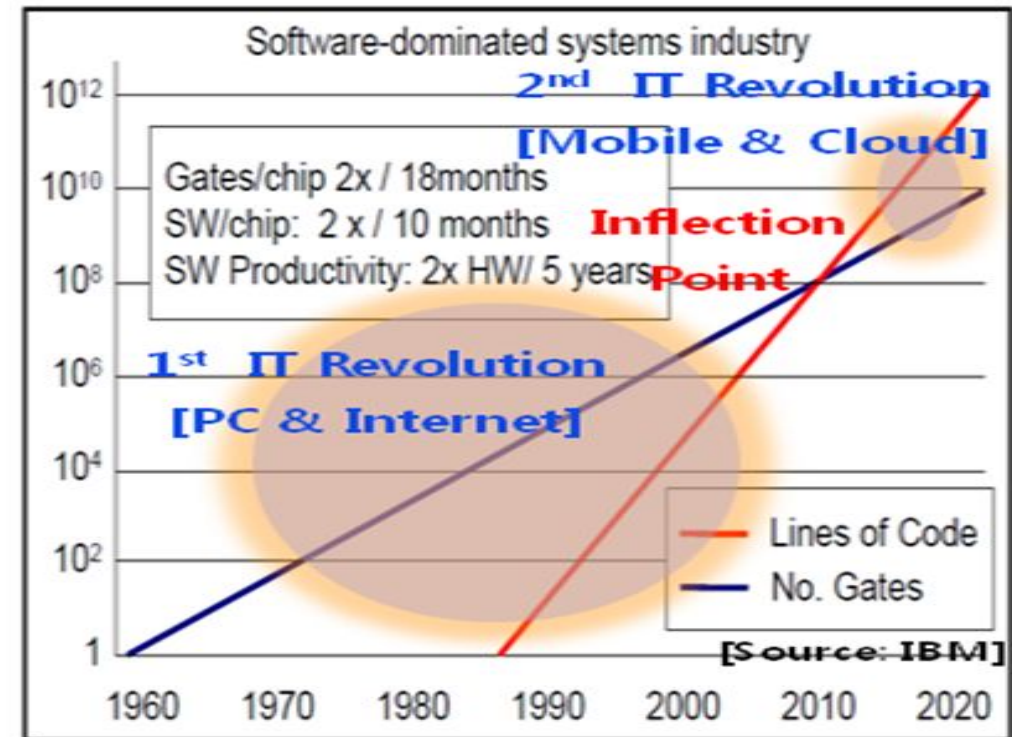 Software-dominated systems industry
2nd IT Revolution
[Mobile & Cloud]
Gates/chip 2x / 18months
SW/chip: 2 x / 10 months
SW Productivity: 2x HW/ 5 years
Inflection
Point
1st IT Revolution
[PC & Internet]
10¹²
10¹⁰
10⁸
10⁶
10⁴
10²
1
Lines of Code
No. Gates
[Source: IBM]
1960 1970 1980 1990 2000 2010 2020